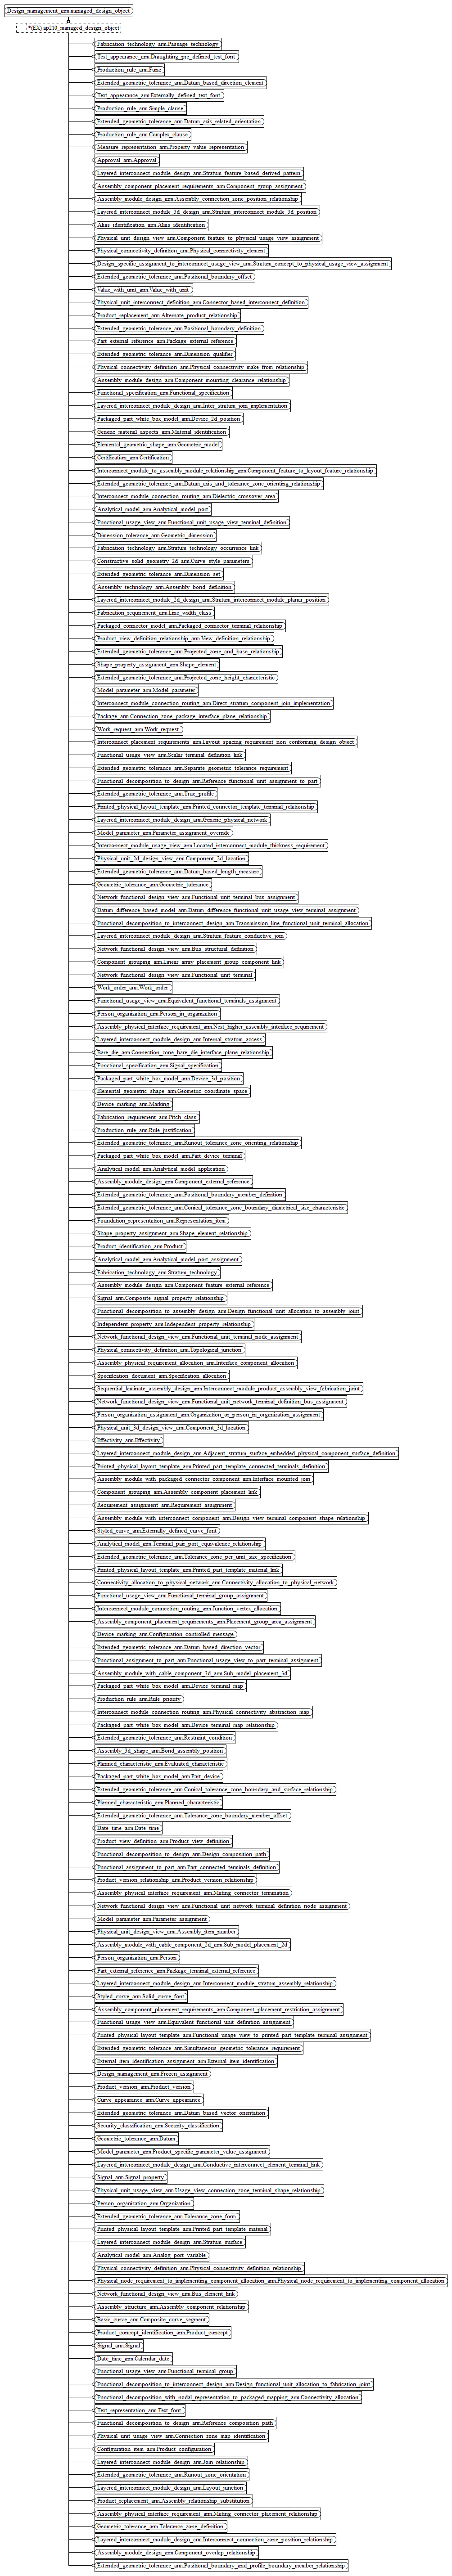 Design_management_arm.managed_design_object
*(EX) ap210_managed_design_object
Fabrication_technology_arm.Passage_technology
Text_appearance_arm.Draughting_pre_defined_text_font
Production_rule_arm.Func
Extended_geometric_tolerance_arm.Datum_based_direction_element
Text_appearance_arm.Externally_defined_text_font
Production_rule_arm.Simple_clause
Extended_geometric_tolerance_arm.Datum_axis_related_orientation
Production_rule_arm.Complex_clause
Measure_representation_arm.Property_value_representation
Approval_arm.Approval
Layered_interconnect_module_design_arm.Stratum_feature_based_derived_pattern
Assembly_component_placement_requirements_arm.Component_group_assignment
Assembly_module_design_arm.Assembly_connection_zone_position_relationship
Layered_interconnect_module_3d_design_arm.Stratum_interconnect_module_3d_position
Alias_identification_arm.Alias_identification
Physical_unit_design_view_arm.Component_feature_to_physical_usage_view_assignment
Physical_connectivity_definition_arm.Physical_connectivity_element
Design_specific_assignment_to_interconnect_usage_view_arm.Stratum_concept_to_physical_usage_view_assignment
Extended_geometric_tolerance_arm.Positional_boundary_offset
Value_with_unit_arm.Value_with_unit
Physical_unit_interconnect_definition_arm.Connector_based_interconnect_definition
Product_replacement_arm.Alternate_product_relationship
Extended_geometric_tolerance_arm.Positional_boundary_definition
Part_external_reference_arm.Package_external_reference
Extended_geometric_tolerance_arm.Dimension_qualifier
Physical_connectivity_definition_arm.Physical_connectivity_make_from_relationship
Assembly_module_design_arm.Component_mounting_clearance_relationship
Functional_specification_arm.Functional_specification
Layered_interconnect_module_design_arm.Inter_stratum_join_implementation
Packaged_part_white_box_model_arm.Device_2d_position
Generic_material_aspects_arm.Material_identification
Elemental_geometric_shape_arm.Geometric_model
Certification_arm.Certification
Interconnect_module_to_assembly_module_relationship_arm.Component_feature_to_layout_feature_relationship
Extended_geometric_tolerance_arm.Datum_axis_and_tolerance_zone_orienting_relationship
Interconnect_module_connection_routing_arm.Dielectric_crossover_area
Analytical_model_arm.Analytical_model_port
Functional_usage_view_arm.Functional_unit_usage_view_terminal_definition
Dimension_tolerance_arm.Geometric_dimension
Fabrication_technology_arm.Stratum_technology_occurrence_link
Constructive_solid_geometry_2d_arm.Curve_style_parameters
Extended_geometric_tolerance_arm.Dimension_set
Assembly_technology_arm.Assembly_bond_definition
Layered_interconnect_module_2d_design_arm.Stratum_interconnect_module_planar_position
Fabrication_requirement_arm.Line_width_class
Packaged_connector_model_arm.Packaged_connector_terminal_relationship
Product_view_definition_relationship_arm.View_definition_relationship
Extended_geometric_tolerance_arm.Projected_zone_and_base_relationship
Shape_property_assignment_arm.Shape_element
Extended_geometric_tolerance_arm.Projected_zone_height_characteristic
Model_parameter_arm.Model_parameter
Interconnect_module_connection_routing_arm.Direct_stratum_component_join_implementation
Package_arm.Connection_zone_package_interface_plane_relationship
Work_request_arm.Work_request
Interconnect_placement_requirements_arm.Layout_spacing_requirement_non_conforming_design_object
Functional_usage_view_arm.Scalar_terminal_definition_link
Extended_geometric_tolerance_arm.Separate_geometric_tolerance_requirement
Functional_decomposition_to_design_arm.Reference_functional_unit_assignment_to_part
Extended_geometric_tolerance_arm.True_profile
Printed_physical_layout_template_arm.Printed_connector_template_terminal_relationship
Layered_interconnect_module_design_arm.Generic_physical_network
Model_parameter_arm.Parameter_assignment_override
Interconnect_module_usage_view_arm.Located_interconnect_module_thickness_requirement
Physical_unit_2d_design_view_arm.Component_2d_location
Extended_geometric_tolerance_arm.Datum_based_length_measure
Geometric_tolerance_arm.Geometric_tolerance
Network_functional_design_view_arm.Functional_unit_terminal_bus_assignment
Datum_difference_based_model_arm.Datum_difference_functional_unit_usage_view_terminal_assignment
Functional_decomposition_to_interconnect_design_arm.Transmission_line_functional_unit_terminal_allocation
Layered_interconnect_module_design_arm.Stratum_feature_conductive_join
Network_functional_design_view_arm.Bus_structural_definition
Component_grouping_arm.Linear_array_placement_group_component_link
Network_functional_design_view_arm.Functional_unit_terminal
Work_order_arm.Work_order
Functional_usage_view_arm.Equivalent_functional_terminals_assignment
Person_organization_arm.Person_in_organization
Assembly_physical_interface_requirement_arm.Next_higher_assembly_interface_requirement
Layered_interconnect_module_design_arm.Internal_stratum_access
Bare_die_arm.Connection_zone_bare_die_interface_plane_relationship
Functional_specification_arm.Signal_specification
Packaged_part_white_box_model_arm.Device_3d_position
Elemental_geometric_shape_arm.Geometric_coordinate_space
Device_marking_arm.Marking
Fabrication_requirement_arm.Pitch_class
Production_rule_arm.Rule_justification
Extended_geometric_tolerance_arm.Runout_tolerance_zone_orienting_relationship
Packaged_part_white_box_model_arm.Part_device_terminal
Analytical_model_arm.Analytical_model_application
Assembly_module_design_arm.Component_external_reference
Extended_geometric_tolerance_arm.Positional_boundary_member_definition
Extended_geometric_tolerance_arm.Conical_tolerance_zone_boundary_diametrical_size_characteristic
Foundation_representation_arm.Representation_item
Shape_property_assignment_arm.Shape_element_relationship
Product_identification_arm.Product
Analytical_model_arm.Analytical_model_port_assignment
Fabrication_technology_arm.Stratum_technology
Assembly_module_design_arm.Component_feature_external_reference
Signal_arm.Composite_signal_property_relationship
Functional_decomposition_to_assembly_design_arm.Design_functional_unit_allocation_to_assembly_joint
Independent_property_arm.Independent_property_relationship
Network_functional_design_view_arm.Functional_unit_terminal_node_assignment
Physical_connectivity_definition_arm.Topological_junction
Assembly_physical_requirement_allocation_arm.Interface_component_allocation
Specification_document_arm.Specification_allocation
Sequential_laminate_assembly_design_arm.Interconnect_module_product_assembly_view_fabrication_joint
Network_functional_design_view_arm.Functional_unit_network_terminal_definition_bus_assignment
Person_organization_assignment_arm.Organization_or_person_in_organization_assignment
Physical_unit_3d_design_view_arm.Component_3d_location
Effectivity_arm.Effectivity
Layered_interconnect_module_design_arm.Adjacent_stratum_surface_embedded_physical_component_surface_definition
Printed_physical_layout_template_arm.Printed_part_template_connected_terminals_definition
Assembly_module_with_packaged_connector_component_arm.Interface_mounted_join
Component_grouping_arm.Assembly_component_placement_link
Requirement_assignment_arm.Requirement_assignment
Assembly_module_with_interconnect_component_arm.Design_view_terminal_component_shape_relationship
Styled_curve_arm.Externally_defined_curve_font
Analytical_model_arm.Terminal_pair_port_equivalence_relationship
Extended_geometric_tolerance_arm.Tolerance_zone_per_unit_size_specification
Printed_physical_layout_template_arm.Printed_part_template_material_link
Connectivity_allocation_to_physical_network_arm.Connectivity_allocation_to_physical_network
Functional_usage_view_arm.Functional_terminal_group_assignment
Interconnect_module_connection_routing_arm.Junction_vertex_allocation
Assembly_component_placement_requirements_arm.Placement_group_area_assignment
Device_marking_arm.Configuration_controlled_message
Extended_geometric_tolerance_arm.Datum_based_direction_vector
Functional_assignment_to_part_arm.Functional_usage_view_to_part_terminal_assignment
Assembly_module_with_cable_component_3d_arm.Sub_model_placement_3d
Packaged_part_white_box_model_arm.Device_terminal_map
Production_rule_arm.Rule_priority
Interconnect_module_connection_routing_arm.Physical_connectivity_abstraction_map
Packaged_part_white_box_model_arm.Device_terminal_map_relationship
Extended_geometric_tolerance_arm.Restraint_condition
Assembly_3d_shape_arm.Bond_assembly_position
Planned_characteristic_arm.Evaluated_characteristic
Packaged_part_white_box_model_arm.Part_device
Extended_geometric_tolerance_arm.Conical_tolerance_zone_boundary_and_surface_relationship
Planned_characteristic_arm.Planned_characteristic
Extended_geometric_tolerance_arm.Tolerance_zone_boundary_member_offset
Date_time_arm.Date_time
Product_view_definition_arm.Product_view_definition
Functional_decomposition_to_design_arm.Design_composition_path
Functional_assignment_to_part_arm.Part_connected_terminals_definition
Product_version_relationship_arm.Product_version_relationship
Assembly_physical_interface_requirement_arm.Mating_connector_termination
Network_functional_design_view_arm.Functional_unit_network_terminal_definition_node_assignment
Model_parameter_arm.Parameter_assignment
Physical_unit_design_view_arm.Assembly_item_number
Assembly_module_with_cable_component_2d_arm.Sub_model_placement_2d
Person_organization_arm.Person
Part_external_reference_arm.Package_terminal_external_reference
Layered_interconnect_module_design_arm.Interconnect_module_stratum_assembly_relationship
Styled_curve_arm.Solid_curve_font
Assembly_component_placement_requirements_arm.Component_placement_restriction_assignment
Functional_usage_view_arm.Equivalent_functional_unit_definition_assignment
Printed_physical_layout_template_arm.Functional_usage_view_to_printed_part_template_terminal_assignment
Extended_geometric_tolerance_arm.Simultaneous_geometric_tolerance_requirement
External_item_identification_assignment_arm.External_item_identification
Design_management_arm.Frozen_assignment
Product_version_arm.Product_version
Curve_appearance_arm.Curve_appearance
Extended_geometric_tolerance_arm.Datum_based_vector_orientation
Security_classification_arm.Security_classification
Geometric_tolerance_arm.Datum
Model_parameter_arm.Product_specific_parameter_value_assignment
Layered_interconnect_module_design_arm.Conductive_interconnect_element_terminal_link
Signal_arm.Signal_property
Physical_unit_usage_view_arm.Usage_view_connection_zone_terminal_shape_relationship
Person_organization_arm.Organization
Extended_geometric_tolerance_arm.Tolerance_zone_form
Printed_physical_layout_template_arm.Printed_part_template_material
Layered_interconnect_module_design_arm.Stratum_surface
Analytical_model_arm.Analog_port_variable
Physical_connectivity_definition_arm.Physical_connectivity_definition_relationship
Physical_node_requirement_to_implementing_component_allocation_arm.Physical_node_requirement_to_implementing_component_allocation
Network_functional_design_view_arm.Bus_element_link
Assembly_structure_arm.Assembly_component_relationship
Basic_curve_arm.Composite_curve_segment
Product_concept_identification_arm.Product_concept
Signal_arm.Signal
Date_time_arm.Calendar_date
Functional_usage_view_arm.Functional_terminal_group
Functional_decomposition_to_interconnect_design_arm.Design_functional_unit_allocation_to_fabrication_joint
Functional_decomposition_with_nodal_representation_to_packaged_mapping_arm.Connectivity_allocation
Text_representation_arm.Text_font
Functional_decomposition_to_design_arm.Reference_composition_path
Physical_unit_usage_view_arm.Connection_zone_map_identification
Configuration_item_arm.Product_configuration
Layered_interconnect_module_design_arm.Join_relationship
Extended_geometric_tolerance_arm.Runout_zone_orientation
Layered_interconnect_module_design_arm.Layout_junction
Product_replacement_arm.Assembly_relationship_substitution
Assembly_physical_interface_requirement_arm.Mating_connector_placement_relationship
Geometric_tolerance_arm.Tolerance_zone_definition
Layered_interconnect_module_design_arm.Interconnect_connection_zone_position_relationship
Assembly_module_design_arm.Component_overlap_relationship
Extended_geometric_tolerance_arm.Positional_boundary_and_profile_boundary_member_relationship